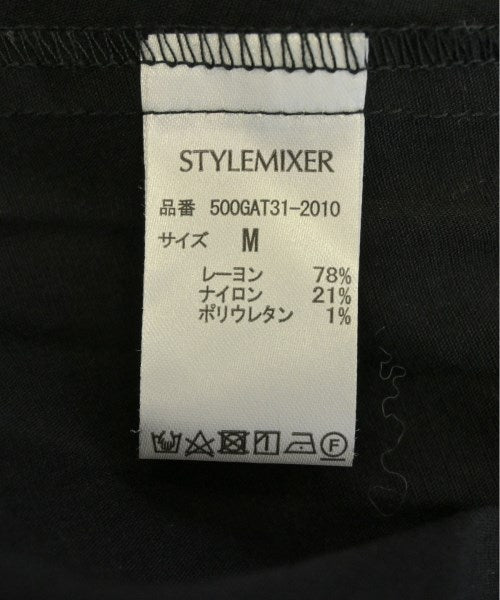 STYLEMIXER
品番 500GAT31-2010
サイズ M
レーヨン 78%
ナイロン 21%
ポリウレタン 1%
F